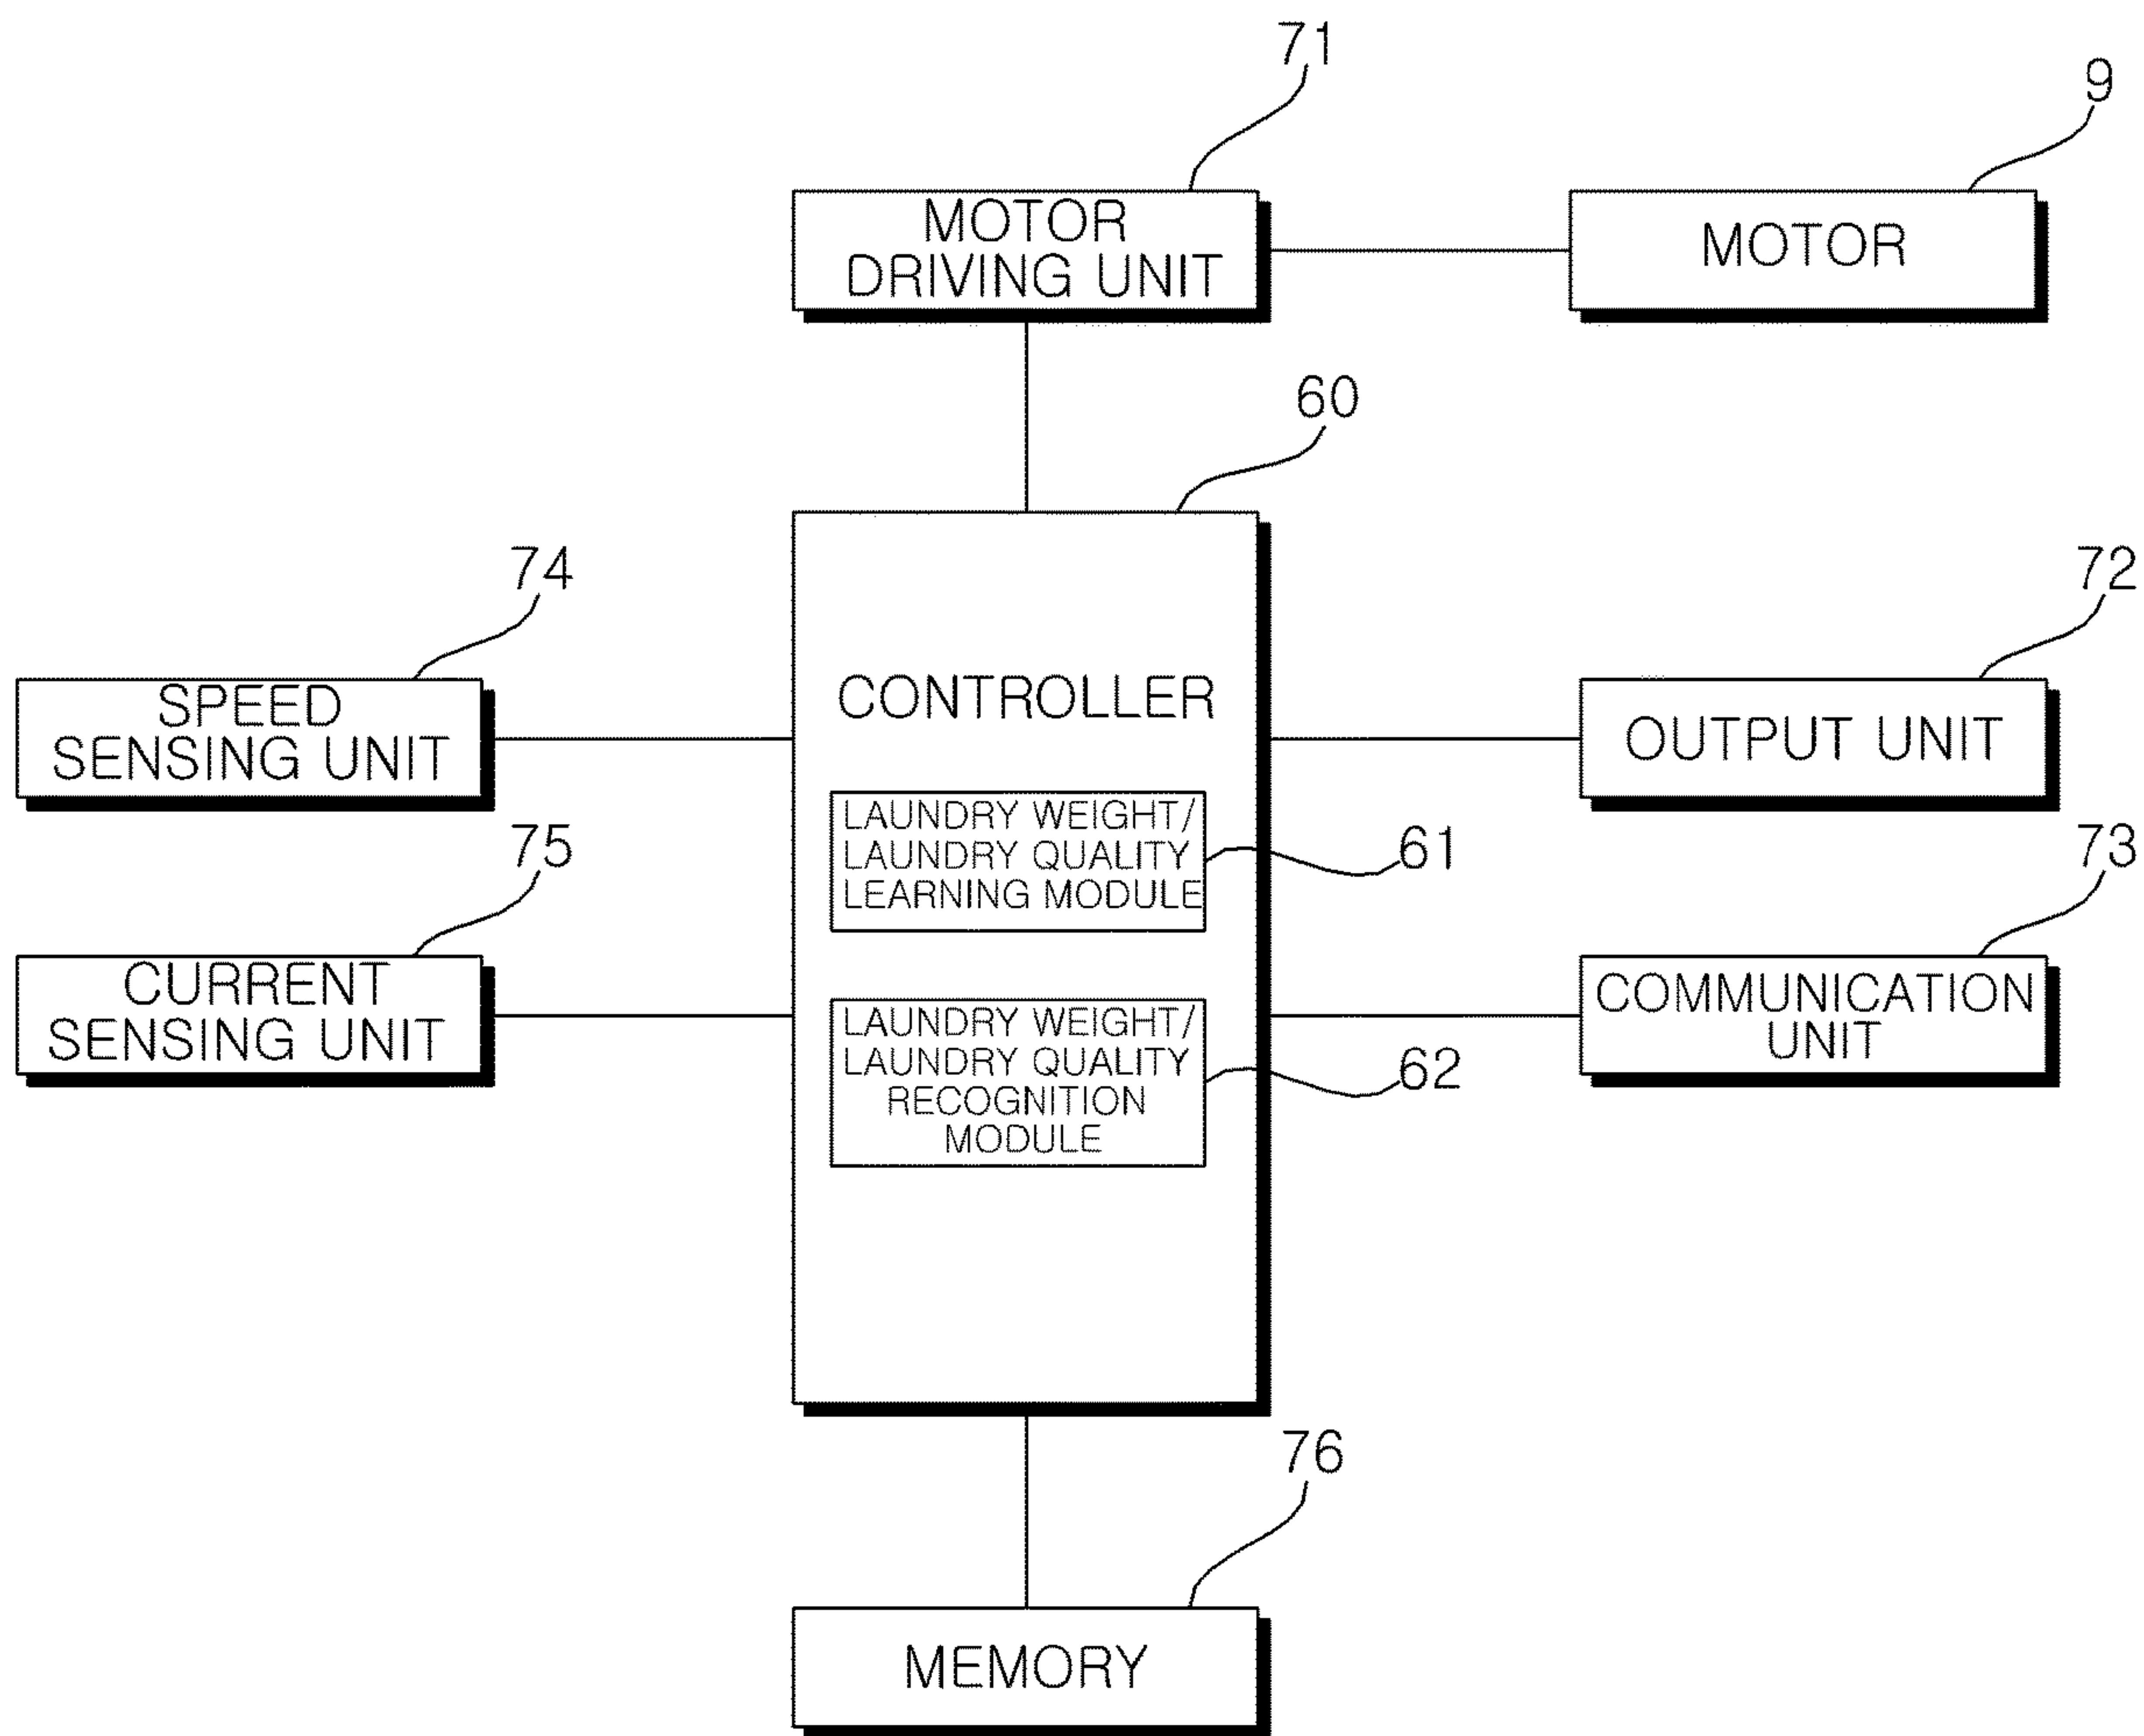 71
9
MOTOR
DRIVING UNIT
MOTOR
60
74
72
SPEED
SENSING UNIT
CONTROLLER
OUTPUT UNIT
LAUNDRY WEIGHT/
LAUNDRY QUALITY
LEARNING MODULE
61
75
73
CURRENT
SENSING UNIT
LAUNDRY WEIGHT/
LAUNDRY QUALITY
RECOGNITION
MODULE
62
COMMUNICATION
UNIT
76
MEMORY